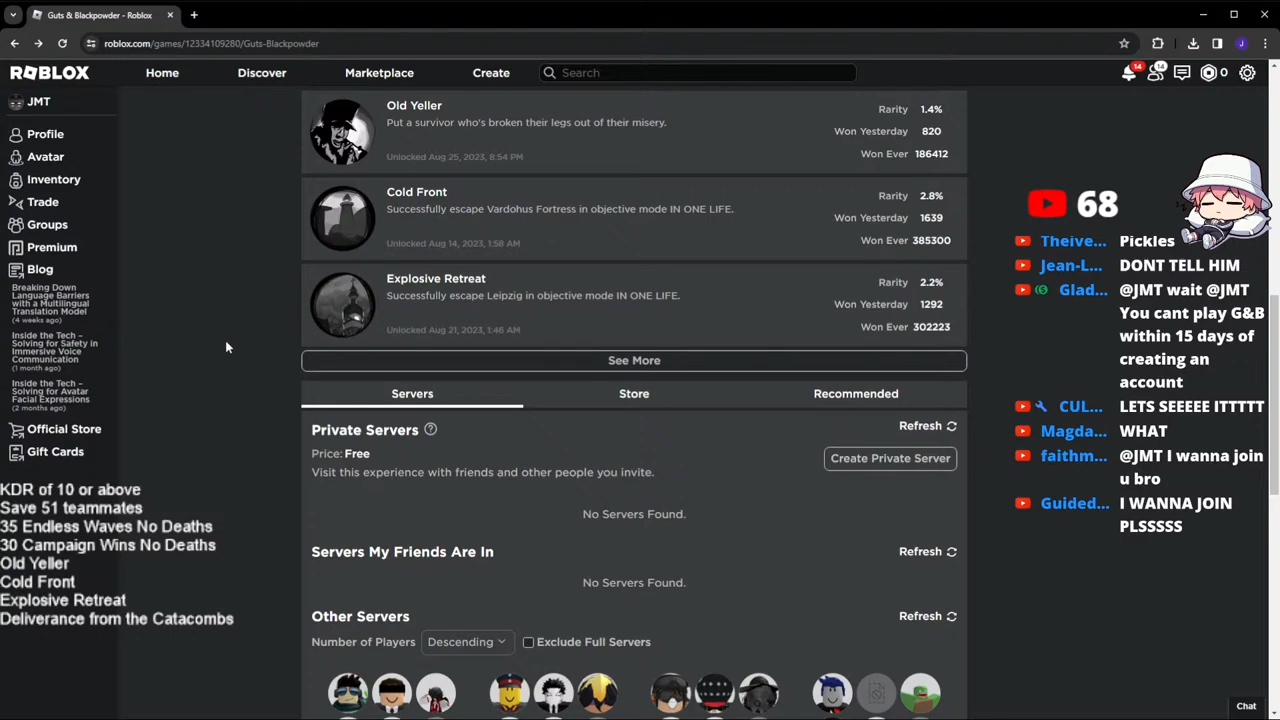 Guts & Blackpowder - Roblox
roblox.com/games/12334109280/Guts-Blackpowder
J
ROBLOX
Home
Discover
Marketplace
Create
Search
14
14
0
JMT
Profile
Avatar
Inventory
Trade
Groups
Premium
Blog
Breaking Down
Language Barriers
with a Multilingual
Translation Model
(4 weeks ago)
Inside the Tech -
Solving for Safety in
Immersive Voice
Communication
(1 month ago)
Inside the Tech -
Solving for Avatar
Facial Expressions
(2 months ago)
Official Store
Gift Cards
KDR of 10 or above
Save 51 teammates
35 Endless Waves No Deaths
30 Campaign Wins No Deaths
Old Yeller
Cold Front
Explosive Retreat
Deliverance from the Catacombs
Old Yeller
Put a survivor who's broken their legs out of their misery.
Unlocked Aug 25, 2023, 8:54 PM
Rarity 1.4%
Won Yesterday 820
Won Ever 186412
Cold Front
Successfully escape Vardohus Fortress in objective mode IN ONE LIFE.
Unlocked Aug 14, 2023, 1:58 AM
Rarity 2.8%
Won Yesterday 1639
Won Ever 385300
Explosive Retreat
Successfully escape Leipzig in objective mode IN ONE LIFE.
Unlocked Aug 21, 2023, 1:46 AM
Rarity 2.2%
Won Yesterday 1292
Won Ever 302223
See More
Servers
Store
Recommended
Private Servers ?
Refresh
Price: Free
Visit this experience with friends and other people you invite.
Create Private Server
No Servers Found.
Servers My Friends Are In
Refresh
No Servers Found.
Other Servers
Refresh
Number of Players
Descending
Exclude Full Servers
68
Theive... Pickles
Jean-L... DONT TELL HIM
Glad... @JMT wait @JMT
You cant play G&B
within 15 days of
creating an
account
CUL... LETS SEEEEE ITTTTT
Magda... WHAT
faithm... @JMT I wanna join
u bro
Guided... I WANNA JOIN
PLSSSSS
Chat